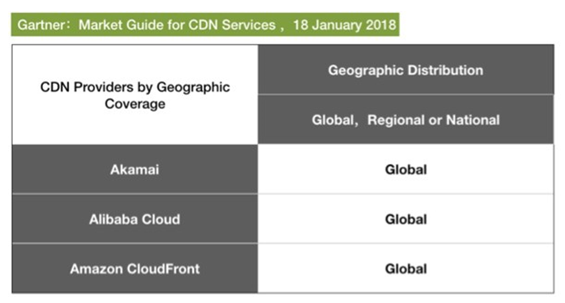 Gartner：Market Guide for CDN Services ，18 January 2018
CDN Providers by Geographic
Coverage
Geographic Distribution
Global，Regional or National
Akamai
Global
Alibaba Cloud
Global
Amazon CloudFront
Global